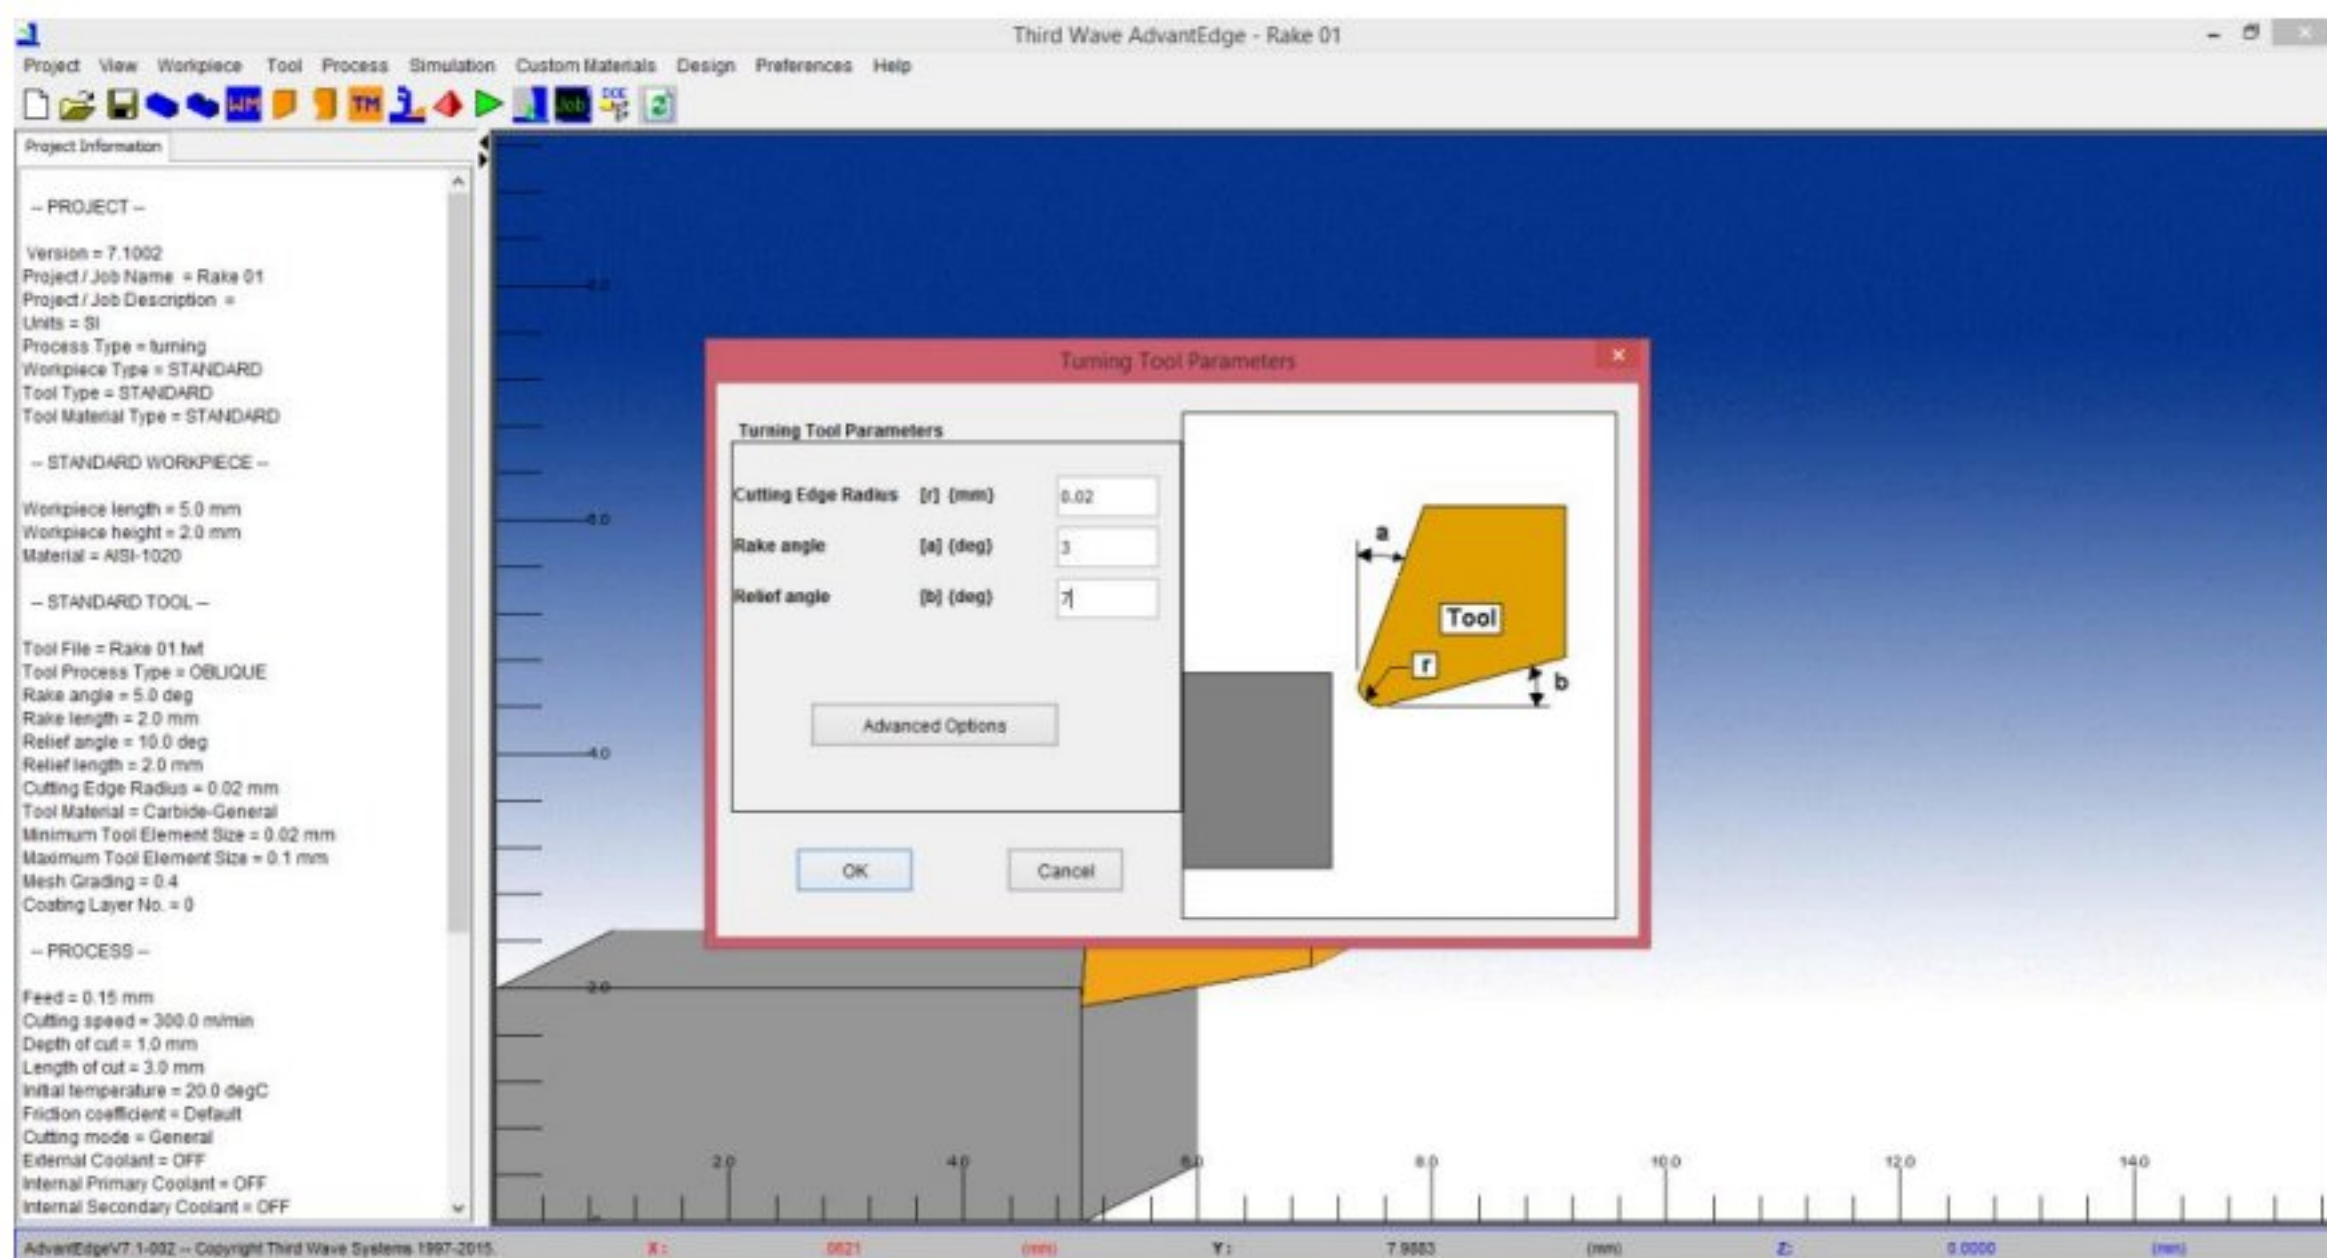 Third Wave AdvantEdge - Rake 01
Project View Workpiece Tool Process Simulation Custom Materials Design Preferences Help
WM TM Job DOE
Project Information
-- PROJECT --
Version = 7.1002
Project / Job Name = Rake 01
Project / Job Description =
Units = SI
Process Type = turning
Workpiece Type = STANDARD
Tool Type = STANDARD
Tool Material Type = STANDARD
-- STANDARD WORKPIECE --
Workpiece length = 5.0 mm
Workpiece height = 2.0 mm
Material = AISI-1020
-- STANDARD TOOL --
Tool File = Rake 01.twt
Tool Process Type = OBLIQUE
Rake angle = 5.0 deg
Rake length = 2.0 mm
Relief angle = 10.0 deg
Relief length = 2.0 mm
Cutting Edge Radius = 0.02 mm
Tool Material = Carbide-General
Minimum Tool Element Size = 0.02 mm
Maximum Tool Element Size = 0.1 mm
Mesh Grading = 0.4
Coating Layer No. = 0
-- PROCESS --
Feed = 0.15 mm
Cutting speed = 300.0 m/min
Depth of cut = 1.0 mm
Length of cut = 3.0 mm
Initial temperature = 20.0 degC
Friction coefficient = Default
Cutting mode = General
External Coolant = OFF
Internal Primary Coolant = OFF
Internal Secondary Coolant = OFF
Turning Tool Parameters
Turning Tool Parameters
Cutting Edge Radius [r] {mm} 0.02
Rake angle [a] {deg} 3
Relief angle [b] {deg} 7
Advanced Options
OK Cancel
a
Tool
r
b
8.0
6.0
4.0
2.0
2.0 4.0 6.0 8.0 10.0 12.0 14.0
AdvantEdgeV7.1-002 -- Copyright Third Wave Systems 1997-2015. X: .0621 (mm) Y: 7.9883 (mm) Z: 0.0000 (mm)